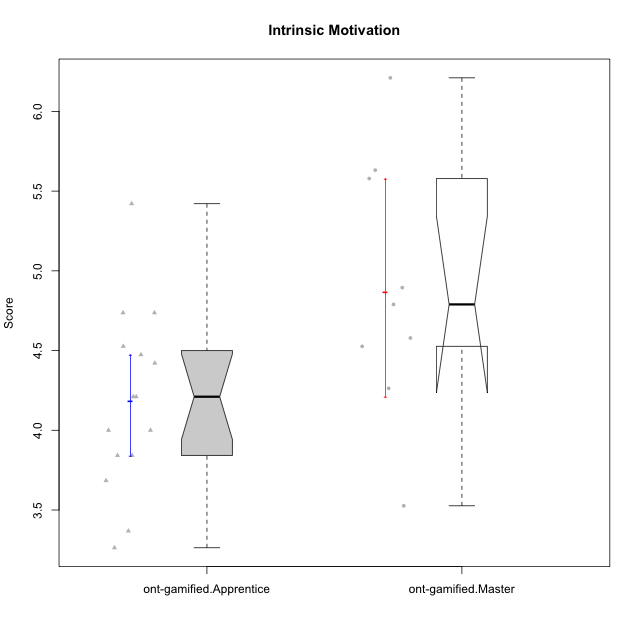 Intrinsic Motivation
Score
6.0
5.5
5.0
4.5
4.0
3.5
ont-gamified.Apprentice
ont-gamified.Master